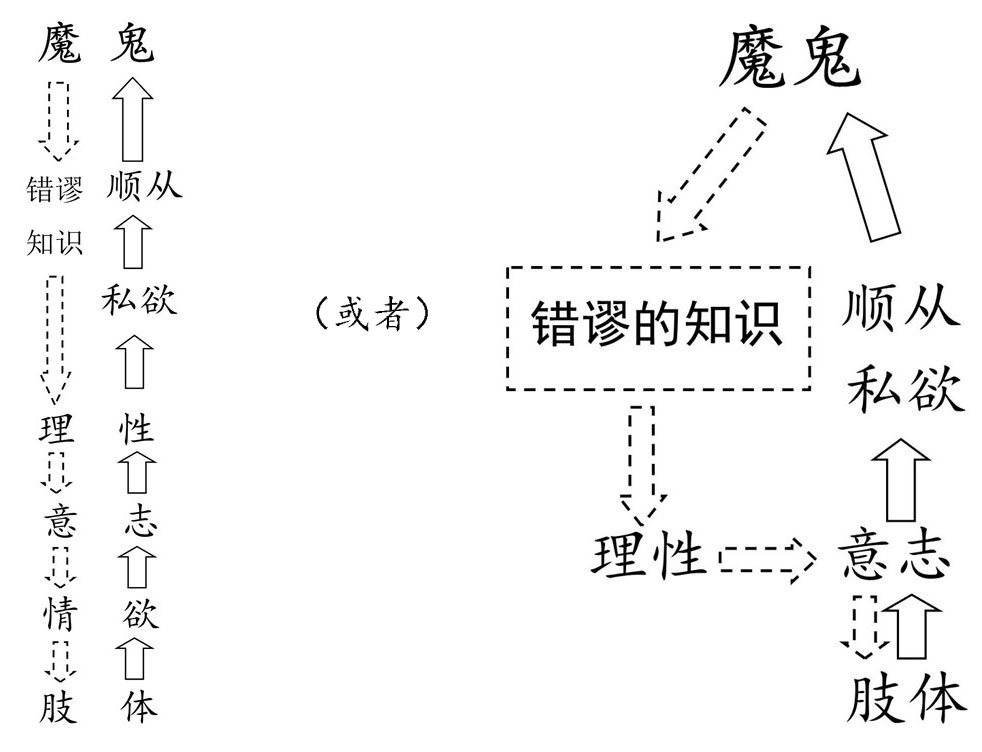 魔 鬼
错谬 顺从
知识
私欲
理 性
意 志
情 欲
肢 体
（或者）
魔鬼
错谬的知识
顺从
私欲
理性
意志
肢体